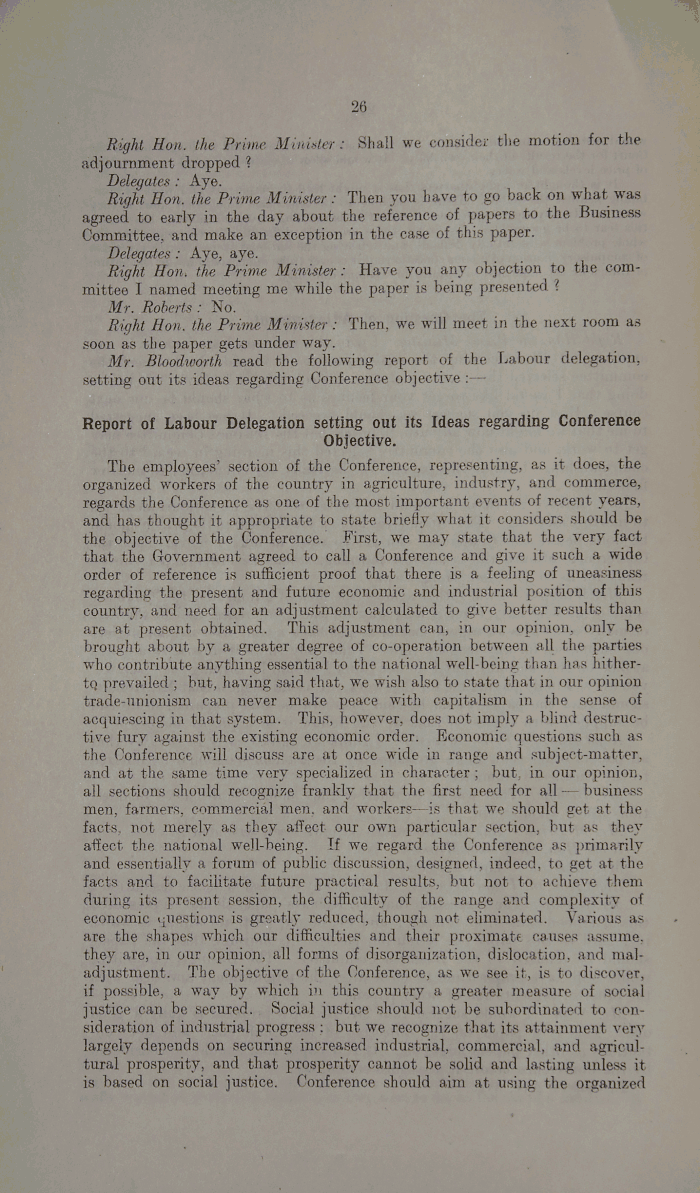 26
Right Hon. the Prime Minister : Shall we consider the motion for the
adjournment dropped ?
Delegates : Aye.
Right Hon. the Prime Minister : Then you have to go back on what was
agreed to early in the day about the reference of papers to the Business
Committee, and make an exception in the case of this paper.
Delegates : Aye, aye.
Right Hon. the Prime Minister : Have you any objection to the com-
mittee I named meeting me while the paper is being presented ?
Mr. Roberts : No.
Right Hon. the Prime Minister : Then, we will meet in the next room as
soon as the paper gets under way.
Mr. Bloodworth read the following report of the Labour delegation,
setting out its ideas regarding Conference objective :—
Report of Labour Delegation setting out its Ideas regarding Conference
Objective.
The employees' section of the Conference, representing, as it does, the
organized workers of the country in agriculture, industry, and commerce,
regards the Conference as one of the most important events of recent years,
and has thought it appropriate to state briefly what it considers should be
the objective of the Conference. First, we may state that the very fact
that the Government agreed to call a Conference and give it such a wide
order of reference is sufficient proof that there is a feeling of uneasiness
regarding the present and future economic and industrial position of this
country, and need for an adjustment calculated to give better results than
are at present obtained. This adjustment can, in our opinion, only be
brought about by a greater degree of co-operation between all the parties
who contribute anything essential to the national well-being than has hither-
to prevailed ; but, having said that, we wish also to state that in our opinion
trade-unionism can never make peace with capitalism in the sense of
acquiescing in that system. This, however, does not imply a blind destruc-
tive fury against the existing economic order. Economic questions such as
the Conference will discuss are at once wide in range and subject-matter,
and at the same time very specialized in character ; but, in our opinion,
all sections should recognize frankly that the first need for all — business
men, farmers, commercial men, and workers—is that we should get at the
facts, not merely as they affect our own particular section, but as they
affect the national well-being. If we regard the Conference as primarily
and essentially a forum of public discussion, designed, indeed, to get at the
facts and to facilitate future practical results, but not to achieve them
during its present session, the difficulty of the range and complexity of
economic questions is greatly reduced, though not eliminated. Various as
are the shapes which our difficulties and their proximate causes assume,
they are, in our opinion, all forms of disorganization, dislocation, and mal-
adjustment. The objective of the Conference, as we see it, is to discover,
if possible, a way by which in this country a greater measure of social
justice can be secured. Social justice should not be subordinated to con-
sideration of industrial progress ; but we recognize that its attainment very
largely depends on securing increased industrial, commercial, and agricul-
tural prosperity, and that prosperity cannot be solid and lasting unless it
is based on social justice. Conference should aim at using the organized